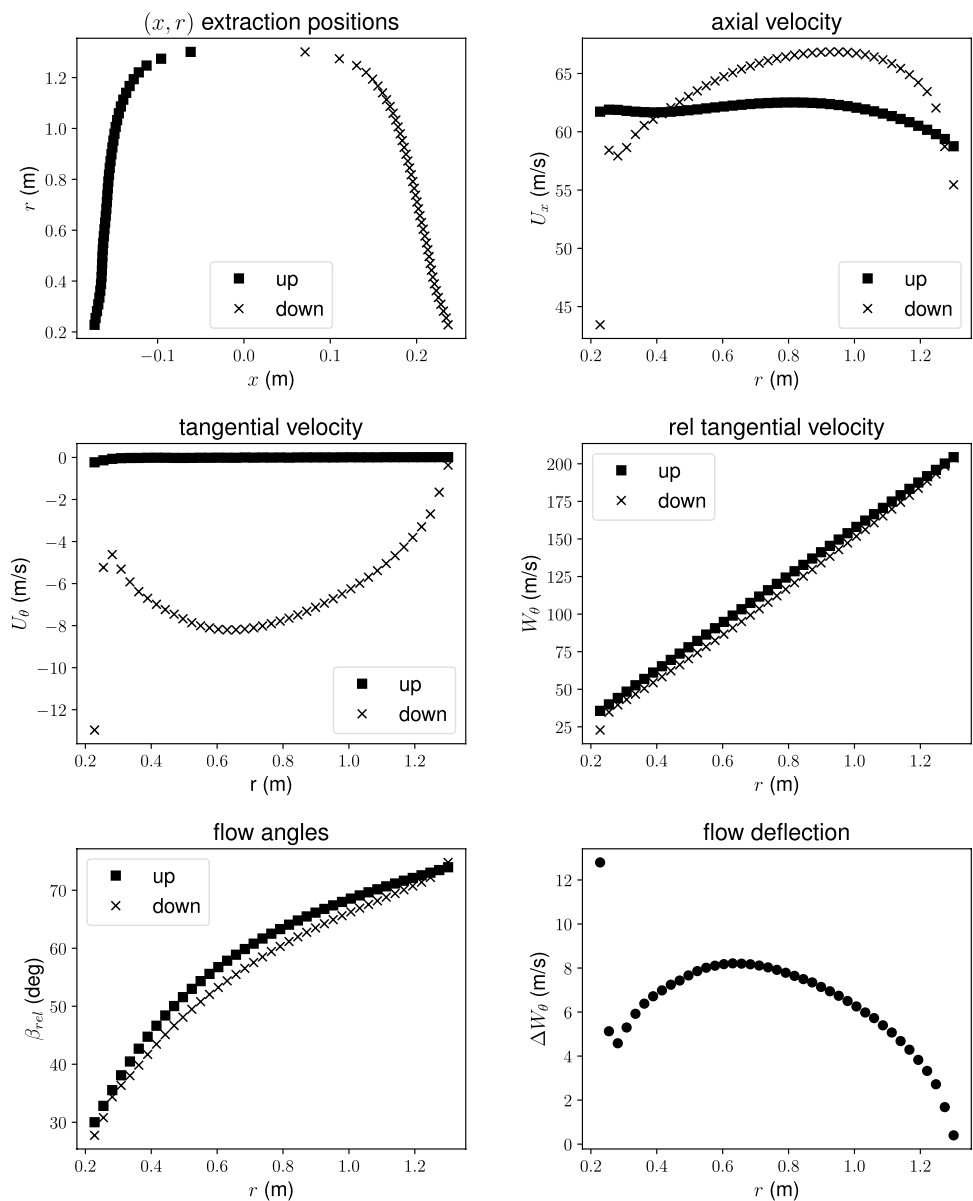 (x, r) extraction positions
r (m)
1.2
1.0
0.8
0.6
0.4
0.2
up
down
−0.1
0.0
0.1
0.2
x (m)
axial velocity
U_x (m/s)
65
60
55
50
45
up
down
0.2
0.4
0.6
0.8
1.0
1.2
r (m)
tangential velocity
U_θ (m/s)
0
−2
−4
−6
−8
−10
−12
up
down
0.2
0.4
0.6
0.8
1.0
1.2
r (m)
rel tangential velocity
W_θ (m/s)
200
175
150
125
100
75
50
25
up
down
0.2
0.4
0.6
0.8
1.0
1.2
r (m)
flow angles
β_rel (deg)
70
60
50
40
30
up
down
0.2
0.4
0.6
0.8
1.0
1.2
r (m)
flow deflection
ΔW_θ (m/s)
12
10
8
6
4
2
0
0.2
0.4
0.6
0.8
1.0
1.2
r (m)